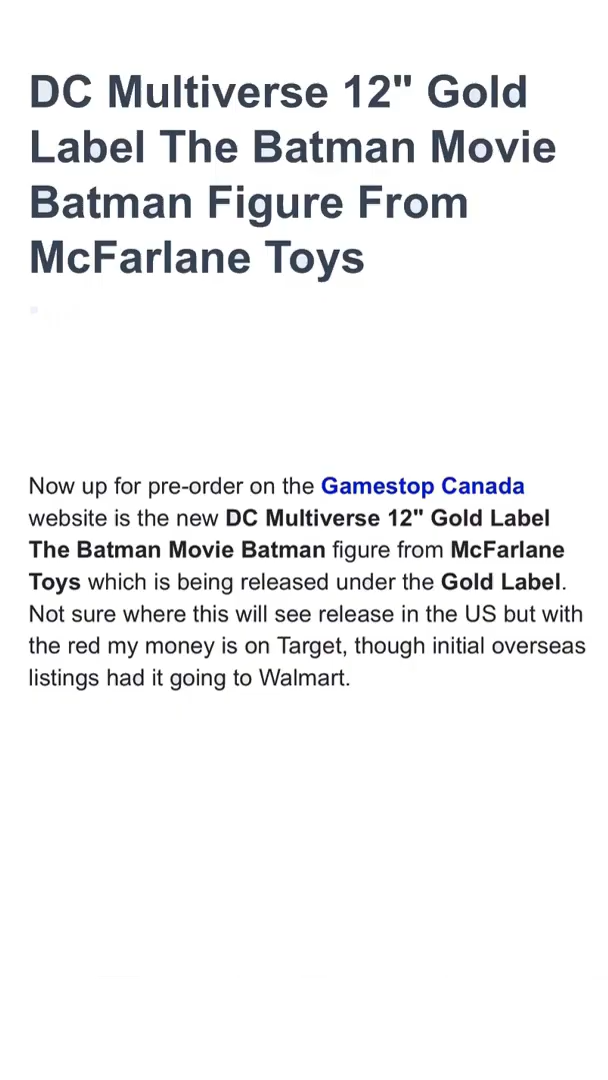 DC Multiverse 12" Gold
Label The Batman Movie
Batman Figure From
McFarlane Toys
Now up for pre-order on the Gamestop Canada
website is the new DC Multiverse 12" Gold Label
The Batman Movie Batman figure from McFarlane
Toys which is being released under the Gold Label.
Not sure where this will see release in the US but with
the red my money is on Target, though initial overseas
listings had it going to Walmart.